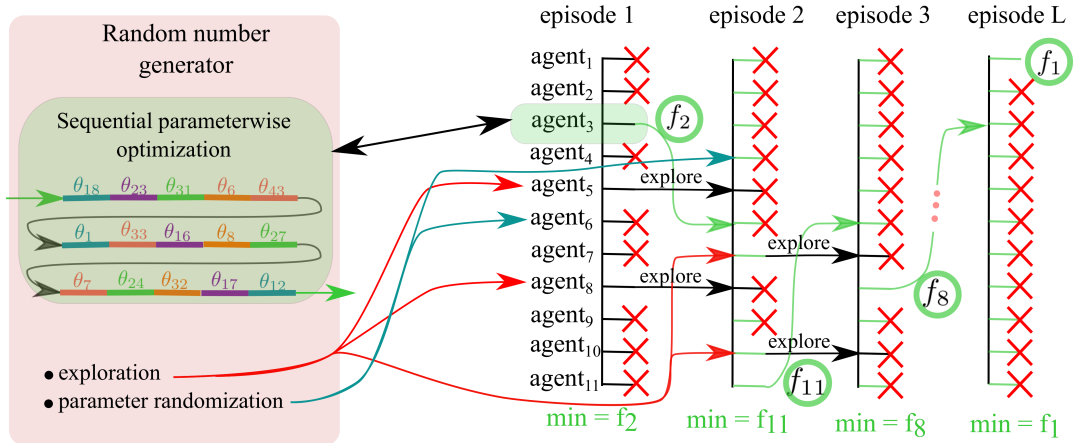 Random number
generator
Sequential parameterwise
optimization
θ₁₈ θ₂₃ θ₃₁ θ₆ θ₄₃
θ₁ θ₃₃ θ₁₆ θ₈ θ₂₇
θ₇ θ₂₄ θ₃₂ θ₁₇ θ₁₂
• exploration
• parameter randomization
episode 1 episode 2 episode 3 episode L
agent₁
agent₂
agent₃
agent₄
agent₅
agent₆
agent₇
agent₈
agent₉
agent₁₀
agent₁₁
f₂
explore
explore
explore
explore
f₁₁
f₈
f₁
min = f₂ min = f₁₁ min = f₈ min = f₁